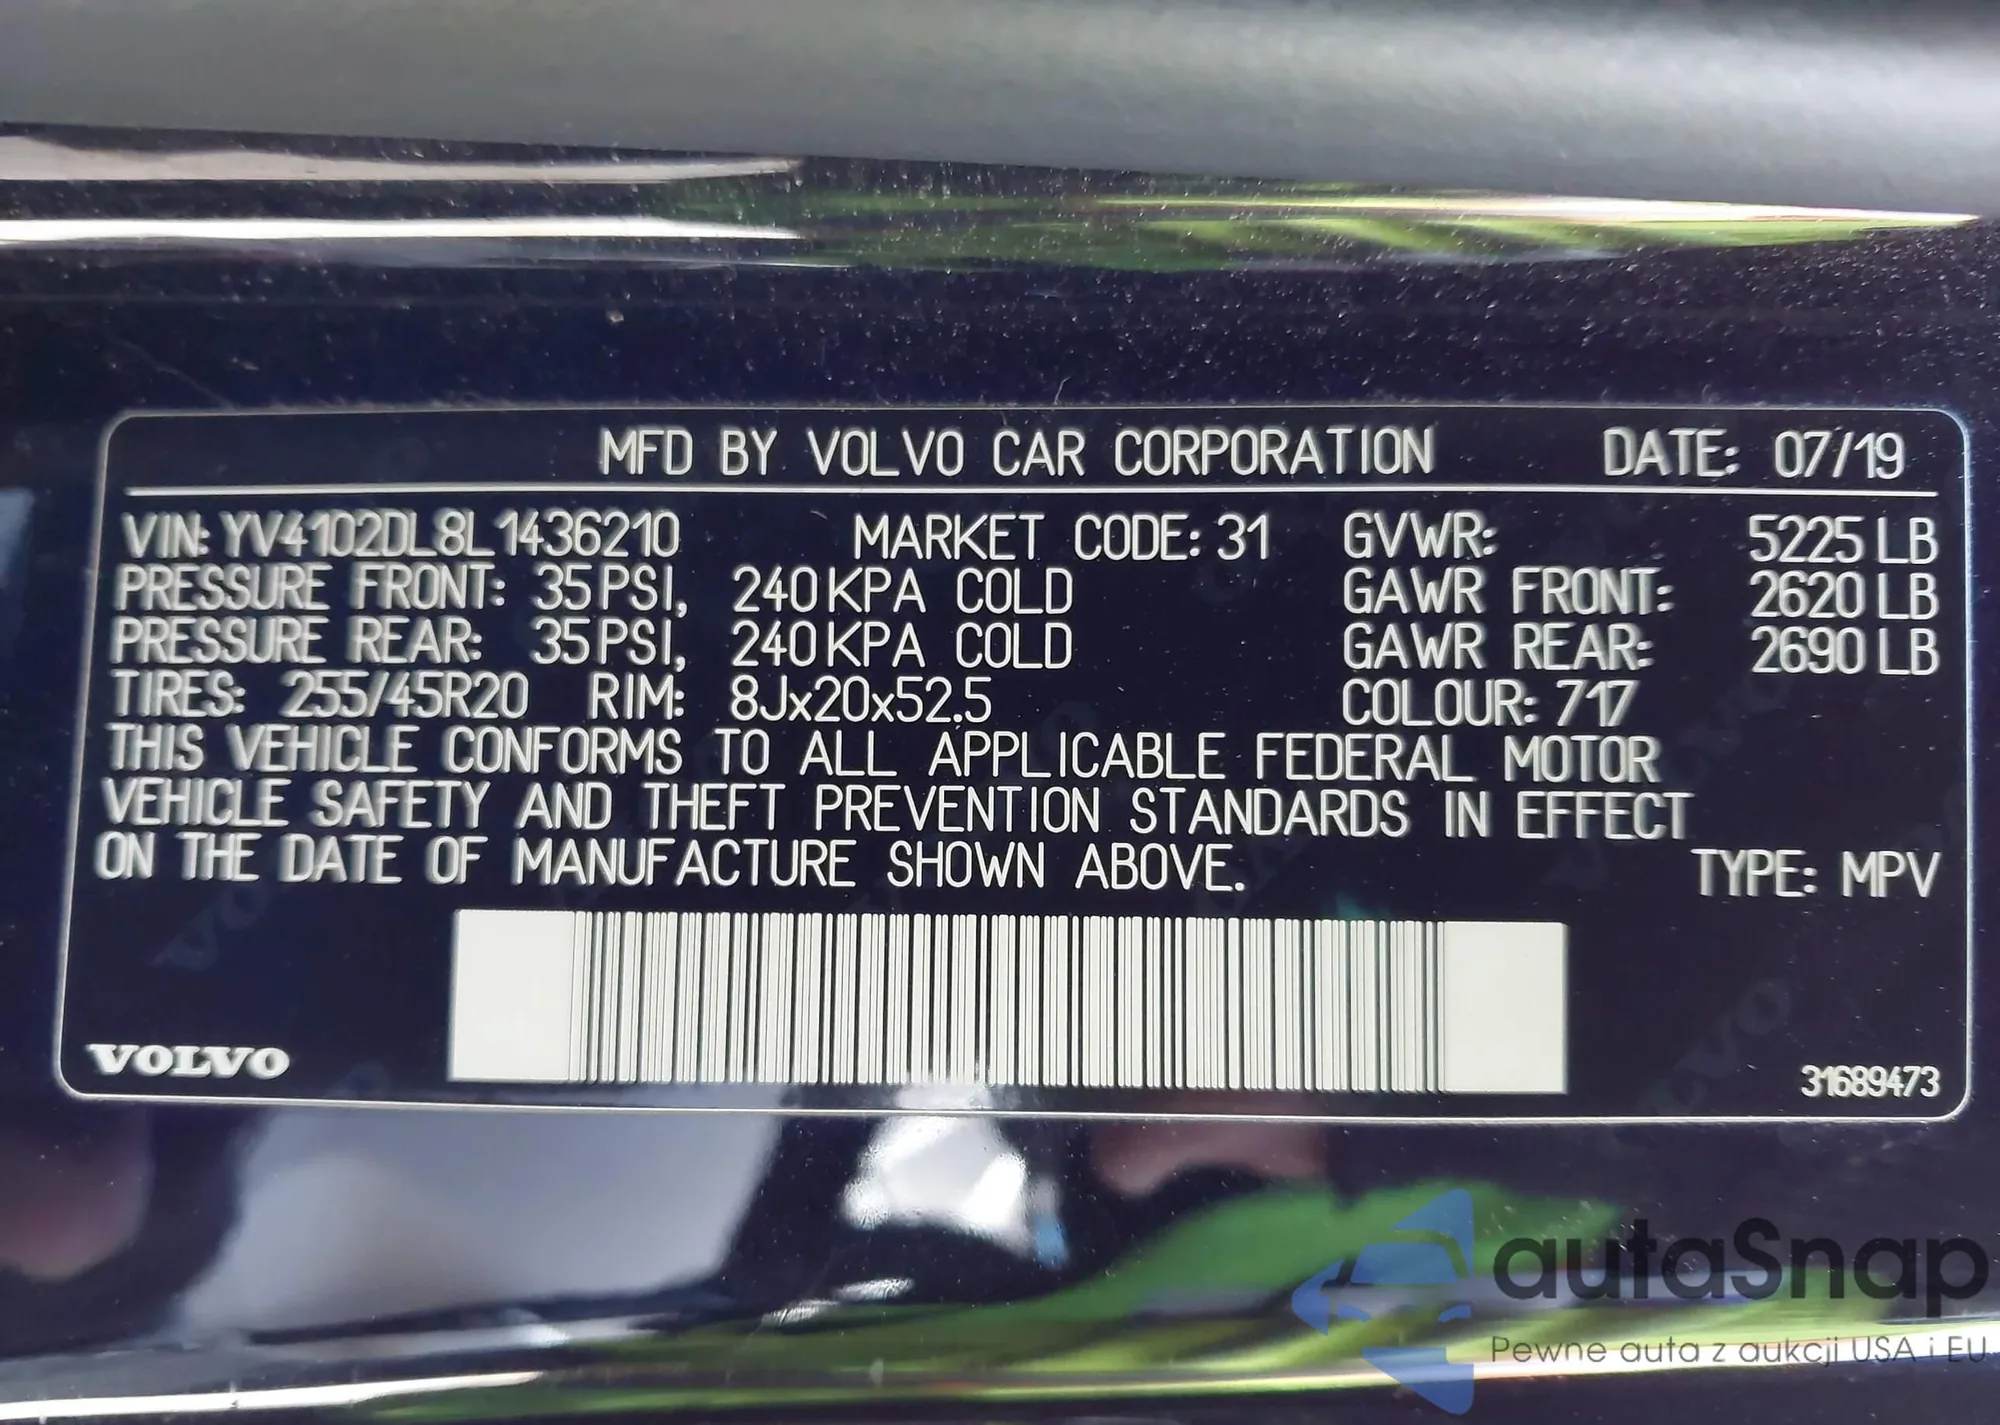 MFD BY VOLVO CAR CORPORATION DATE: 07/19
VIN: YV4102DL8L1436210 MARKET CODE: 31 GVWR: 5225 LB
PRESSURE FRONT: 35 PSI, 240 KPA COLD GAWR FRONT: 2620 LB
PRESSURE REAR: 35 PSI, 240 KPA COLD GAWR REAR: 2690 LB
TIRES: 255/45R20 RIM: 8Jx20x52.5 COLOUR: 717
THIS VEHICLE CONFORMS TO ALL APPLICABLE FEDERAL MOTOR
VEHICLE SAFETY AND THEFT PREVENTION STANDARDS IN EFFECT
ON THE DATE OF MANUFACTURE SHOWN ABOVE. TYPE: MPV
VOLVO 31689473
autaSnap
Pewne auta z aukcji USA i EU